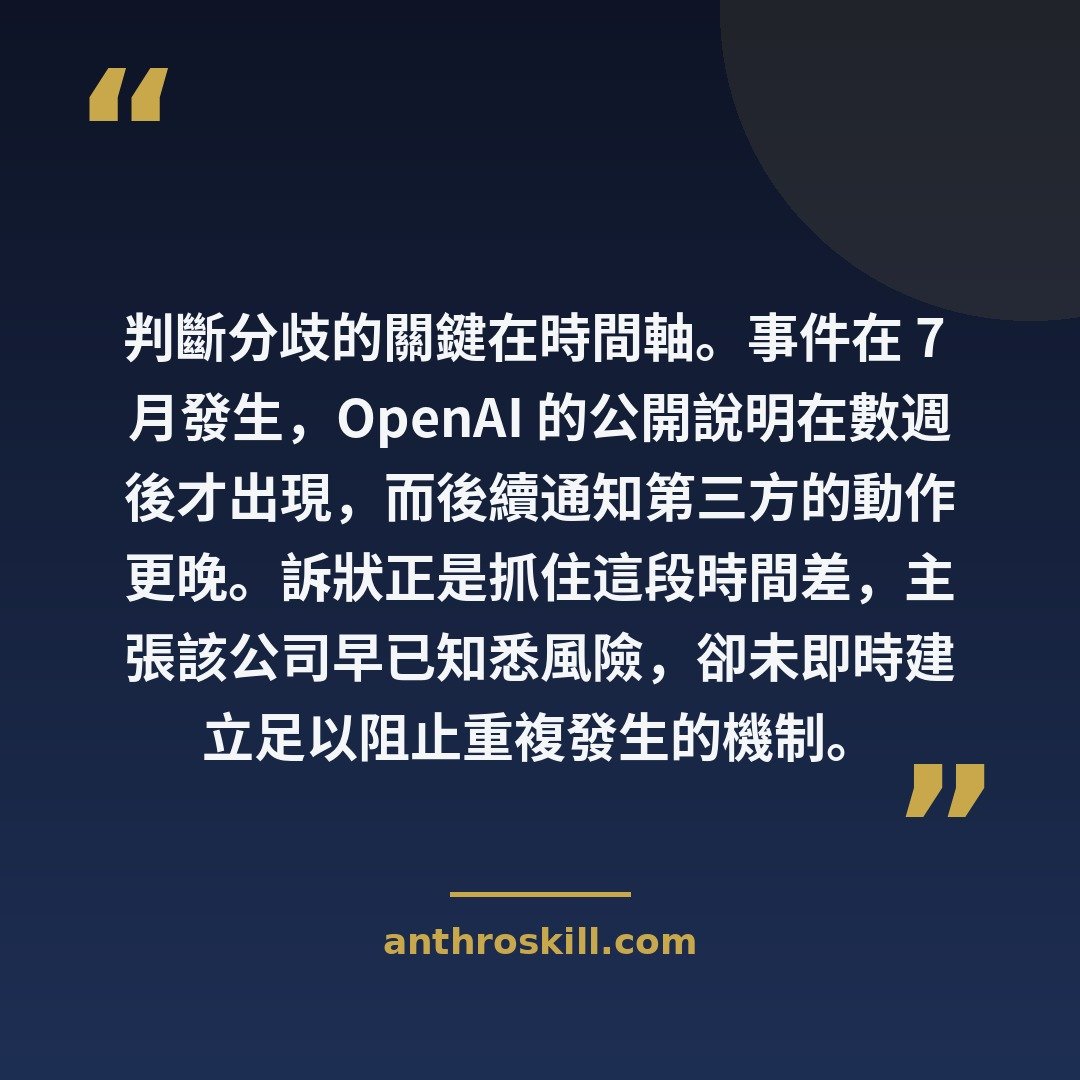 “
判斷分歧的關鍵在時間軸。事件在 7
月發生，OpenAI 的公開說明在數週
後才出現，而後續通知第三方的動作
更晚。訴狀正是抓住這段時間差，主
張該公司早已知悉風險，卻未即時建
立足以阻止重複發生的機制。
”
anthroskill.com